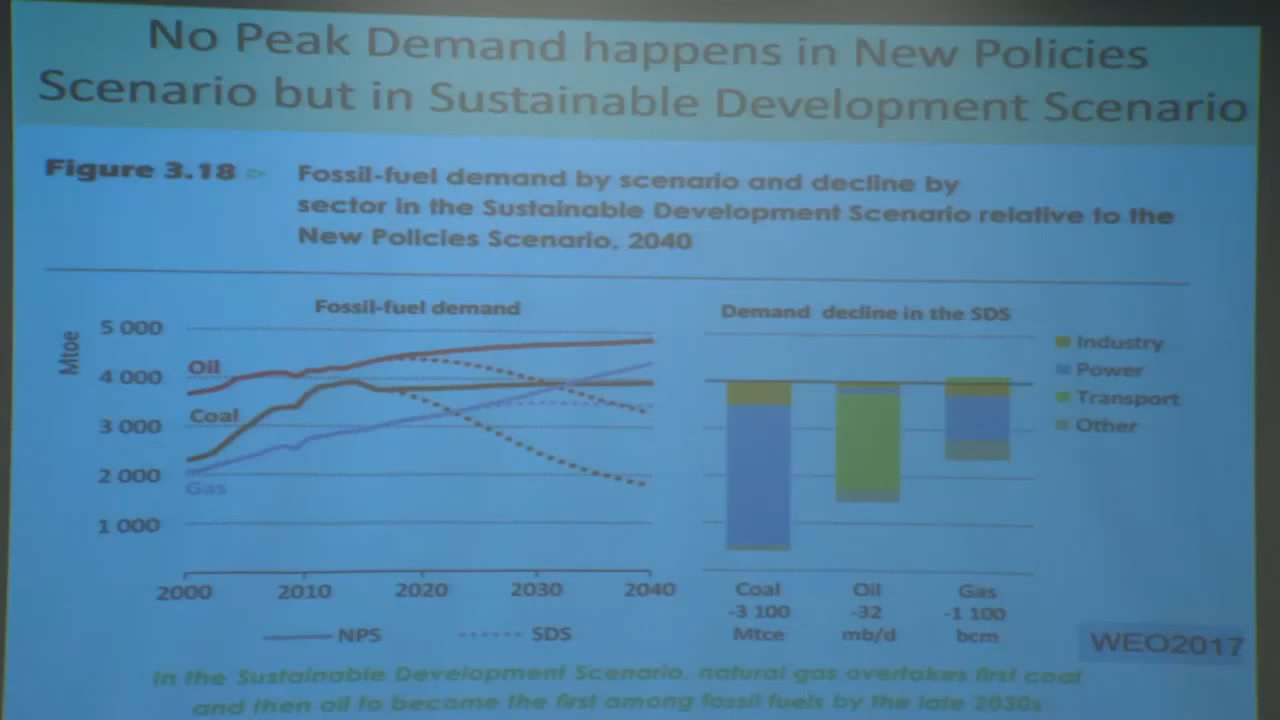 No Peak Demand happens in New Policies
Scenario but in Sustainable Development Scenario
Figure 3.18 ▷ Fossil-fuel demand by scenario and decline by
sector in the Sustainable Development Scenario relative to the
New Policies Scenario, 2040
Fossil-fuel demand
Mtoe
5 000
4 000
3 000
2 000
1 000
Oil
Coal
Gas
2000 2010 2020 2030 2040
NPS SDS
Demand decline in the SDS
Industry
Power
Transport
Other
Coal Oil Gas
-3 100 -32 -1 100
Mtce mb/d bcm
WEO2017
In the Sustainable Development Scenario, natural gas overtakes first coal
and then oil to become the first among fossil fuels by the late 2030s